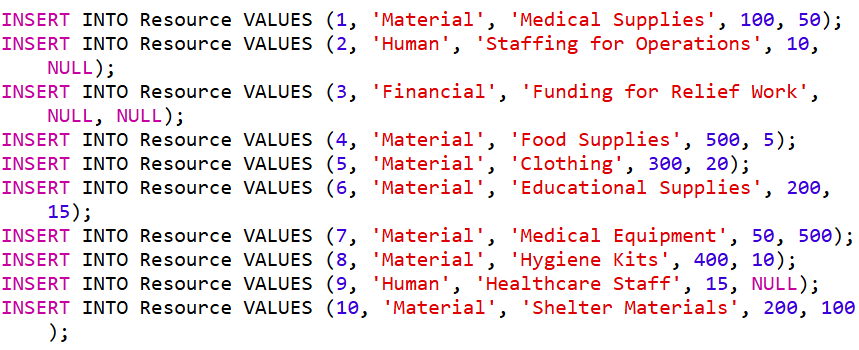 INSERT INTO Resource VALUES (1, 'Material', 'Medical Supplies', 100, 50);
INSERT INTO Resource VALUES (2, 'Human', 'Staffing for Operations', 10,
NULL);
INSERT INTO Resource VALUES (3, 'Financial', 'Funding for Relief Work',
NULL, NULL);
INSERT INTO Resource VALUES (4, 'Material', 'Food Supplies', 500, 5);
INSERT INTO Resource VALUES (5, 'Material', 'Clothing', 300, 20);
INSERT INTO Resource VALUES (6, 'Material', 'Educational Supplies', 200,
15);
INSERT INTO Resource VALUES (7, 'Material', 'Medical Equipment', 50, 500);
INSERT INTO Resource VALUES (8, 'Material', 'Hygiene Kits', 400, 10);
INSERT INTO Resource VALUES (9, 'Human', 'Healthcare Staff', 15, NULL);
INSERT INTO Resource VALUES (10, 'Material', 'Shelter Materials', 200, 100
);